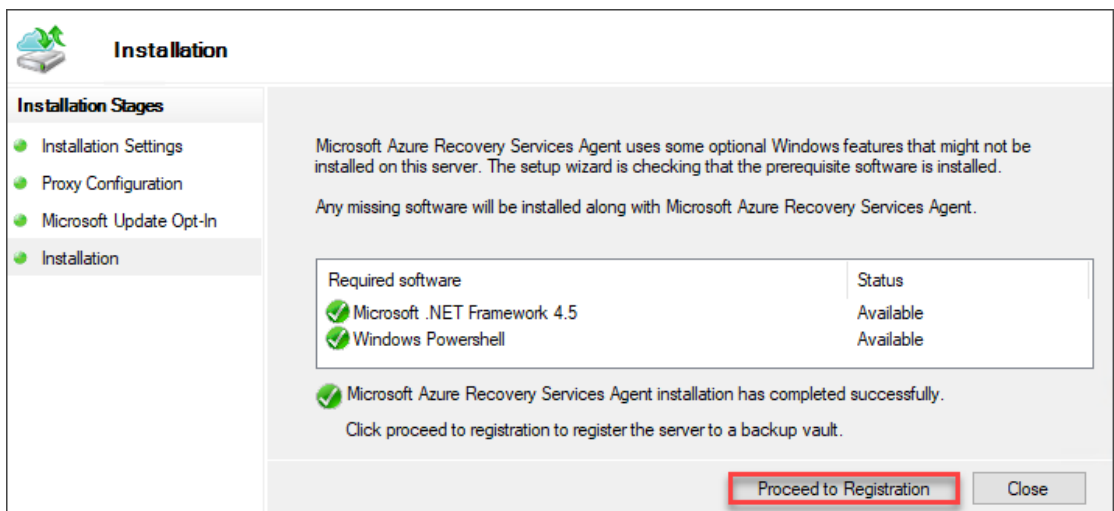 Installation
Installation Stages
Installation Settings
Proxy Configuration
Microsoft Update Opt-In
Installation
Microsoft Azure Recovery Services Agent uses some optional Windows features that might not be
installed on this server. The setup wizard is checking that the prerequisite software is installed.
Any missing software will be installed along with Microsoft Azure Recovery Services Agent.
Required software Status
Microsoft .NET Framework 4.5 Available
Windows Powershell Available
Microsoft Azure Recovery Services Agent installation has completed successfully.
Click proceed to registration to register the server to a backup vault.
Proceed to Registration Close